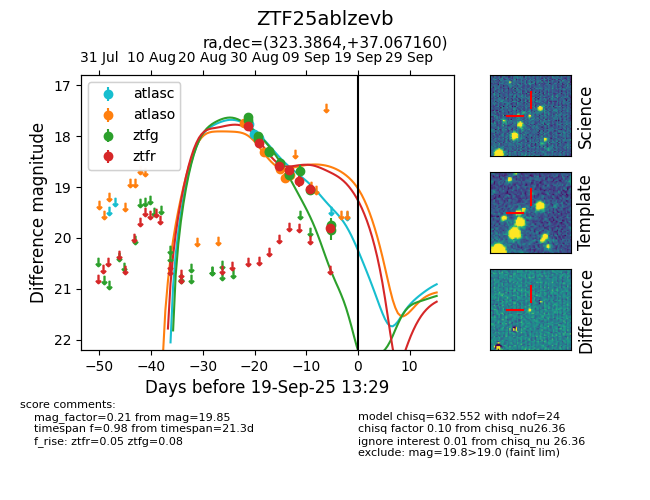 ZTF25ablzevb
ra,dec=(323.3864,+37.067160)
31 Jul 10 Aug 20 Aug 30 Aug 09 Sep 19 Sep 29 Sep
17
18
19
20
21
22
Difference magnitude
atlasc
atlaso
ztfg
ztfr
−50 −40 −30 −20 −10 0 10
Days before 19-Sep-25 13:29
Science
Template
Difference
score comments:
mag_factor=0.21 from mag=19.85
timespan f=0.98 from timespan=21.3d
f_rise: ztfr=0.05 ztfg=0.08
model chisq=632.552 with ndof=24
chisq factor 0.10 from chisq_nu26.36
ignore interest 0.01 from chisq_nu 26.36
exclude: mag=19.8>19.0 (faint lim)